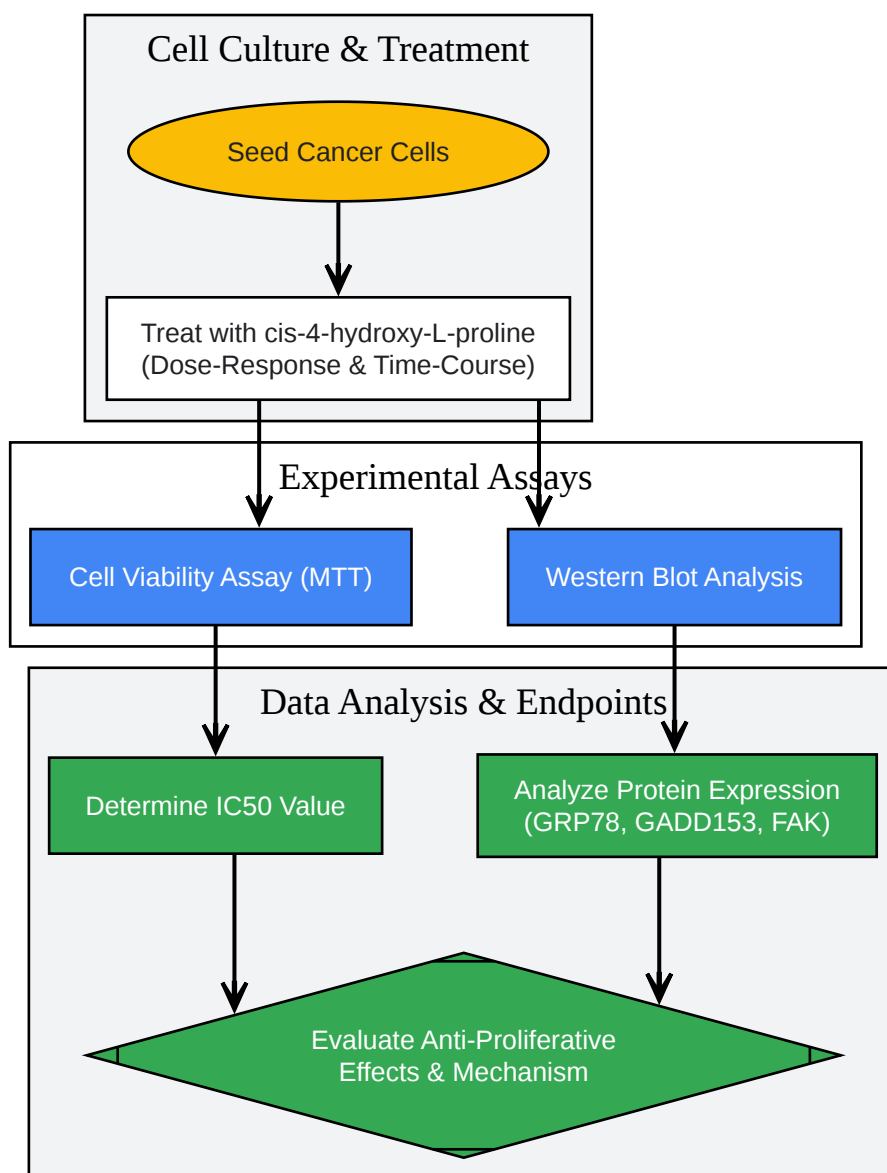 Cell Culture & Treatment
Seed Cancer Cells
Treat with cis-4-hydroxy-L-proline
(Dose-Response & Time-Course)
Experimental Assays
Cell Viability Assay (MTT)
Western Blot Analysis
Data Analysis & Endpoints
Determine IC50 Value
Analyze Protein Expression
(GRP78, GADD153, FAK)
Evaluate Anti-Proliferative
Effects & Mechanism